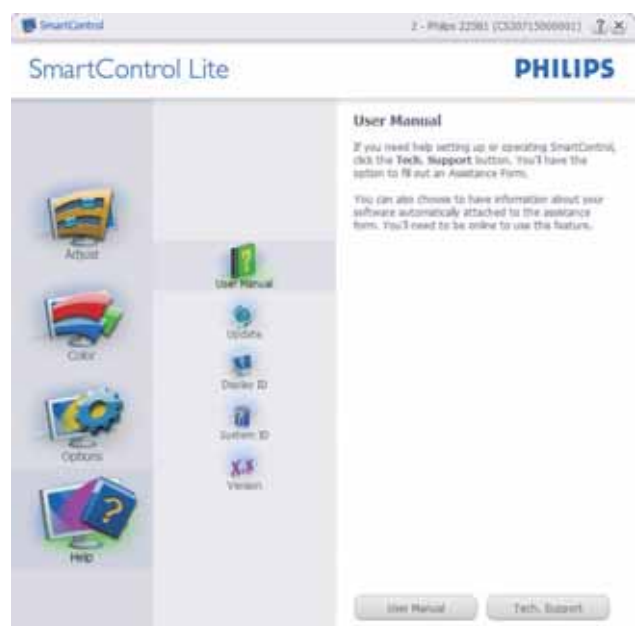 SmartControl
2 - Philips
SmartControl Lite
PHILIPS
Adjust
Color
Options
Help
User Manual
Update
Display ID
System ID
X.X
Version
User Manual
If you need help setting up or operating SmartControl,
click the Tech. Support button. You'll have the
option to fill out an Assistance Form.
You can also choose to have information about your
software automatically attached to the assistance
form. You'll need to be online to use this feature.
User Manual
Tech. Support